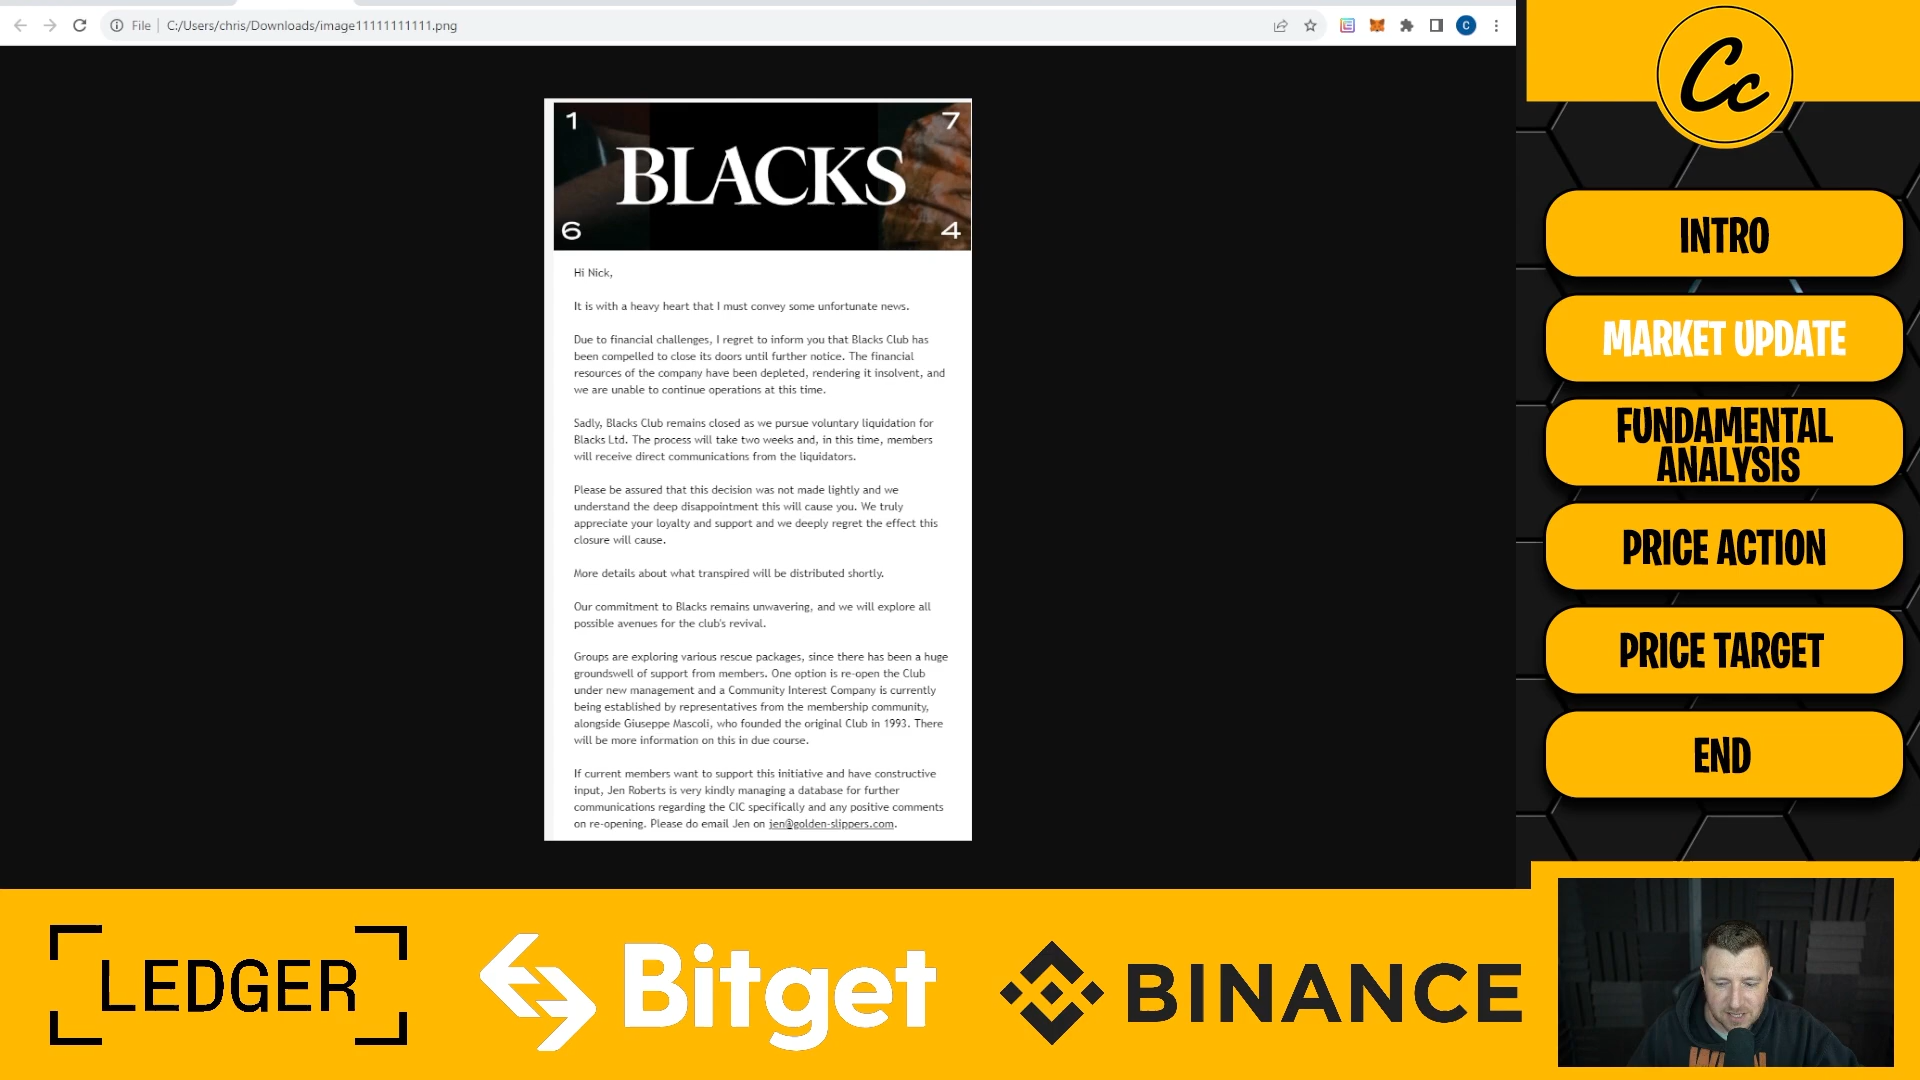 File
C:/Users/chris/Downloads/image11111111111.png
C
Cc
1
7
BLACKS
6
4
Hi Nick,
It is with a heavy heart that I must convey some unfortunate news.
Due to financial challenges, I regret to inform you that Blacks Club has
been compelled to close its doors until further notice. The financial
resources of the company have been depleted, rendering it insolvent, and
we are unable to continue operations at this time.
Sadly, Blacks Club remains closed as we pursue voluntary liquidation for
Blacks Ltd. The process will take two weeks and, in this time, members
will receive direct communications from the liquidators.
Please be assured that this decision was not made lightly and we
understand the deep disappointment this will cause you. We truly
appreciate your loyalty and support and we deeply regret the effect this
closure will cause.
More details about what transpired will be distributed shortly.
Our commitment to Blacks remains unwavering, and we will explore all
possible avenues for the club's revival.
Groups are exploring various rescue packages, since there has been a huge
groundswell of support from members. One option is re-open the Club
under new management and a Community Interest Company is currently
being established by representatives from the membership community,
alongside Giuseppe Mascoli, who founded the original Club in 1993. There
will be more information on this in due course.
If current members want to support this initiative and have constructive
input, Jen Roberts is very kindly managing a database for further
communications regarding the CIC specifically and any positive comments
on re-opening. Please do email Jen on jen@golden-slippers.com.
INTRO
MARKET UPDATE
FUNDAMENTAL
ANALYSIS
PRICE ACTION
PRICE TARGET
END
LEDGER
Bitget
BINANCE